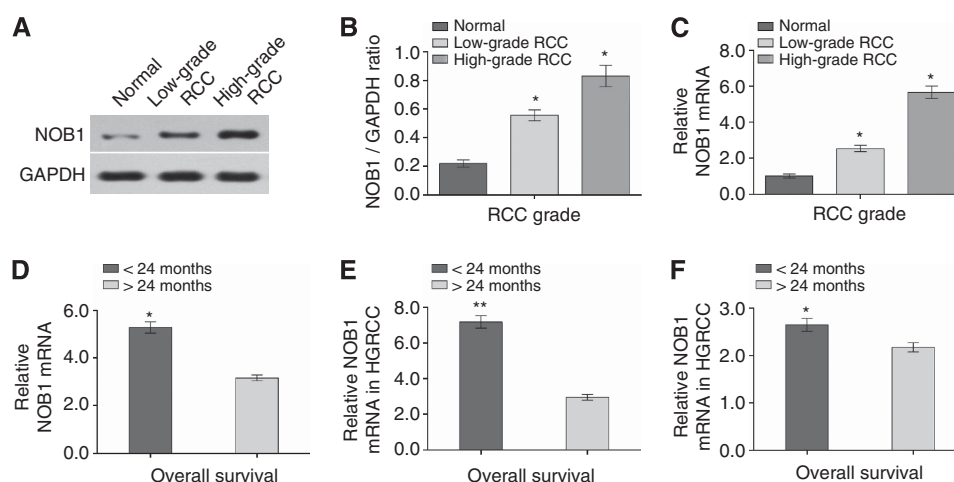 A
Normal
Low-grade
RCC
High-grade
RCC
NOB1
GAPDH
B
Normal
Low-grade RCC
High-grade RCC
NOB1 / GAPDH ratio
1.0
0.8
0.6
0.4
0.2
0.0
*
*
RCC grade
C
Normal
Low-grade RCC
High-grade RCC
Relative
NOB1 mRNA
8.0
6.0
4.0
2.0
0.0
*
*
RCC grade
D
< 24 months
> 24 months
Relative
NOB1 mRNA
6.0
4.0
2.0
0.0
*
Overall survival
E
< 24 months
> 24 months
Relative NOB1
mRNA in HGRCC
8.0
6.0
4.0
2.0
0.0
**
Overall survival
F
< 24 months
> 24 months
Relative NOB1
mRNA in HGRCC
3.0
2.0
1.0
0.0
*
Overall survival